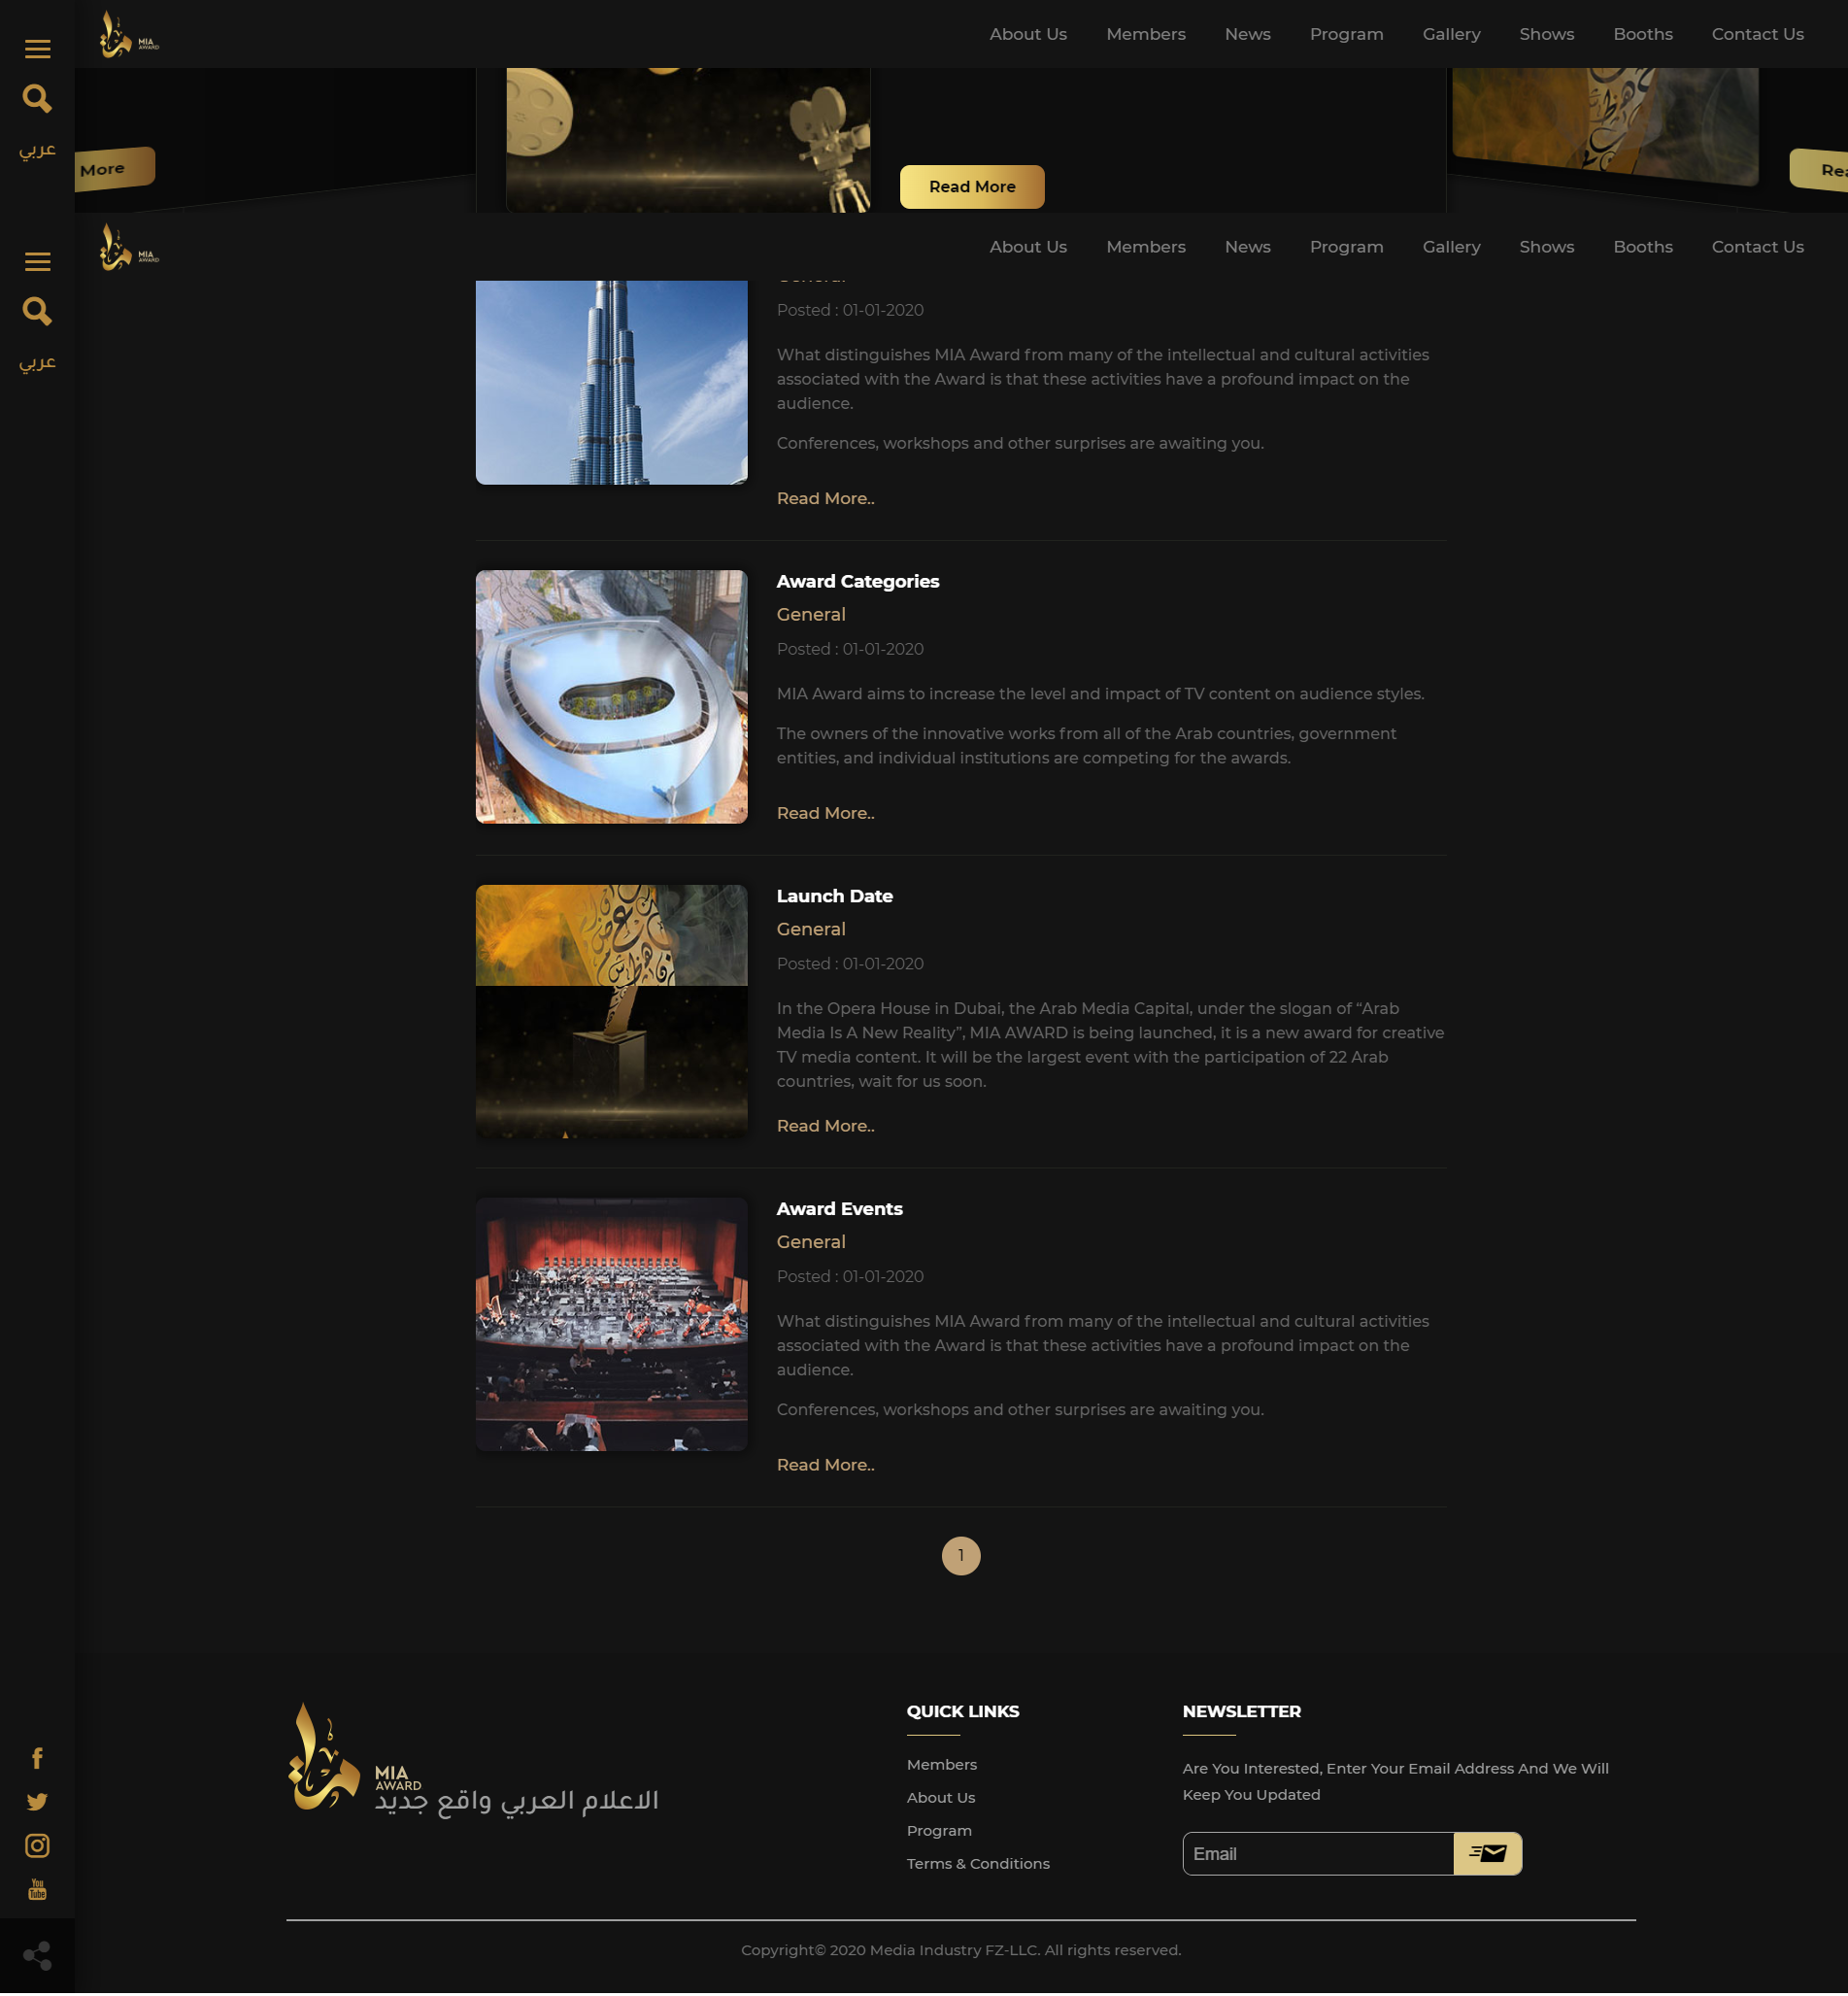 MIA
AWARD
About Us Members News Program Gallery Shows Booths Contact Us
عربي
More
Read More
MIA
AWARD
About Us Members News Program Gallery Shows Booths Contact Us
عربي
Posted : 01-01-2020
What distinguishes MIA Award from many of the intellectual and cultural activities
associated with the Award is that these activities have a profound impact on the
audience.
Conferences, workshops and other surprises are awaiting you.
Read More..
Award Categories
General
Posted : 01-01-2020
MIA Award aims to increase the level and impact of TV content on audience styles.
The owners of the innovative works from all of the Arab countries, government
entities, and individual institutions are competing for the awards.
Read More..
Launch Date
General
Posted : 01-01-2020
In the Opera House in Dubai, the Arab Media Capital, under the slogan of “Arab
Media Is A New Reality”, MIA AWARD is being launched, it is a new award for creative
TV media content. It will be the largest event with the participation of 22 Arab
countries, wait for us soon.
Read More..
Award Events
General
Posted : 01-01-2020
What distinguishes MIA Award from many of the intellectual and cultural activities
associated with the Award is that these activities have a profound impact on the
audience.
Conferences, workshops and other surprises are awaiting you.
Read More..
1
MIA
AWARD
الاعلام العربي واقع جديد
QUICK LINKS
Members
About Us
Program
Terms & Conditions
NEWSLETTER
Are You Interested, Enter Your Email Address And We Will
Keep You Updated
Email
You
Tube
Copyright© 2020 Media Industry FZ-LLC. All rights reserved.